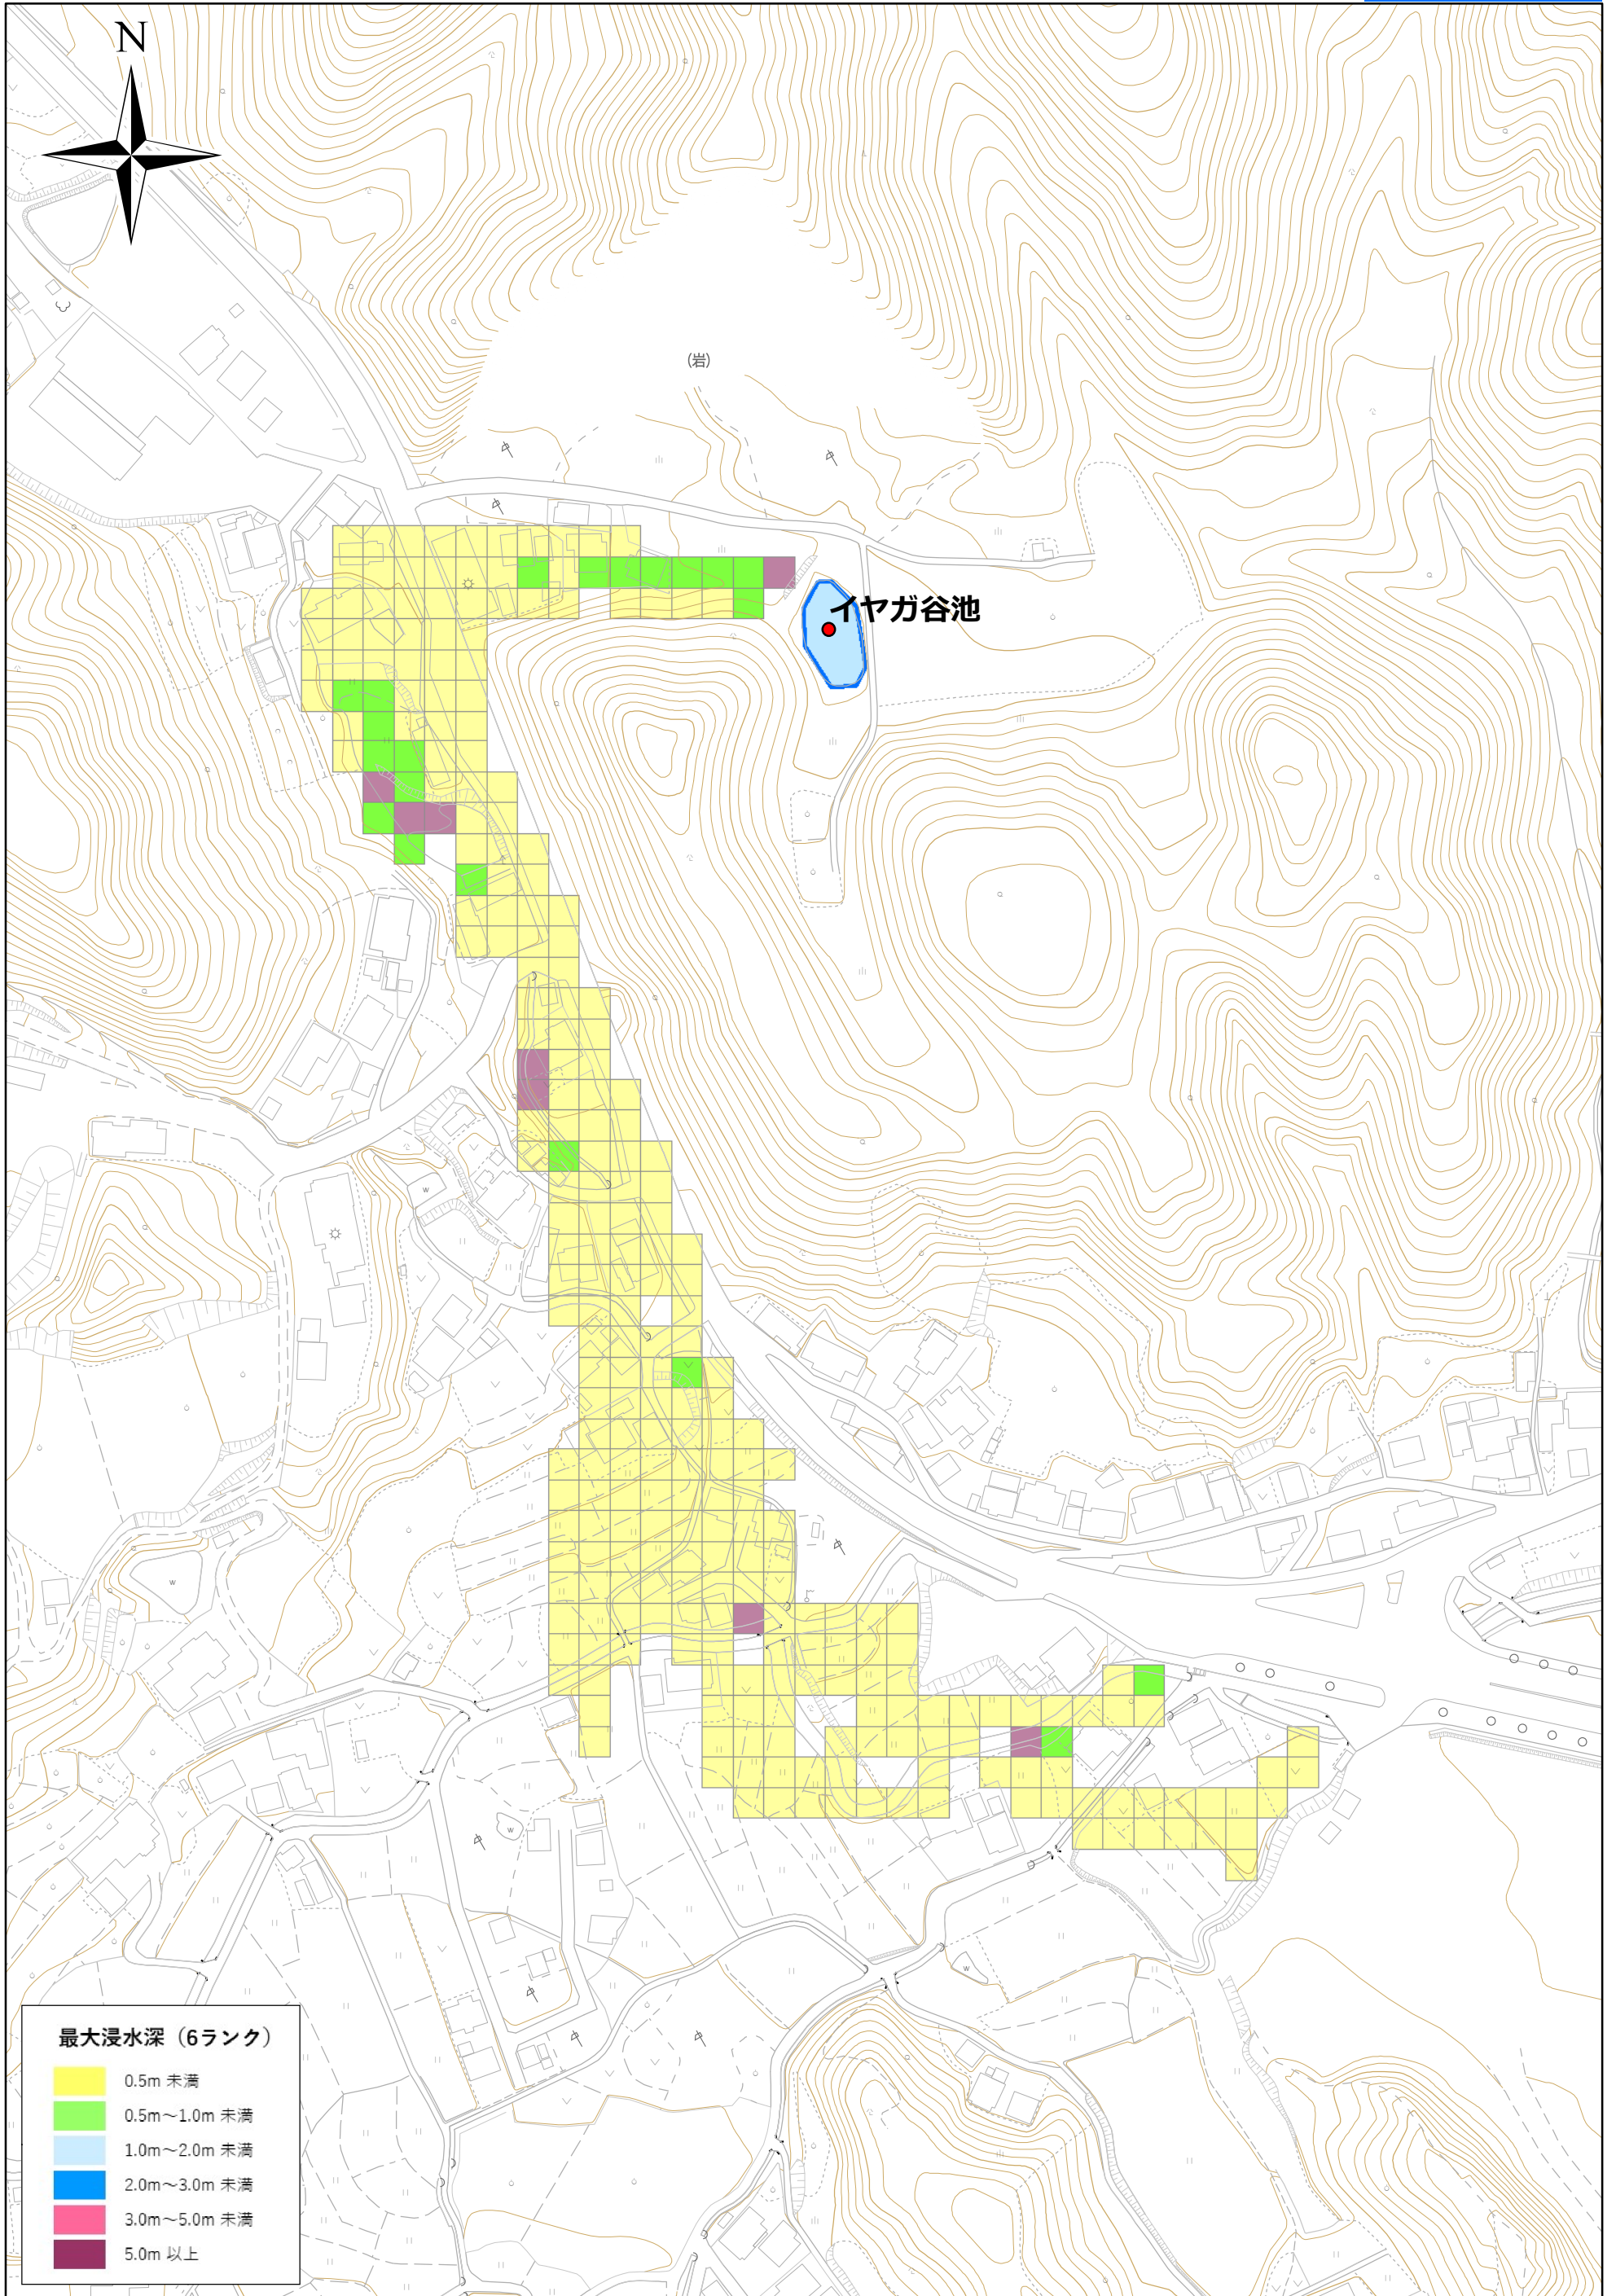 N
(岩)
イヤガ谷池
W
W
W
W
最大浸水深（6ランク）
0.5m 未満
0.5m～1.0m 未満
1.0m～2.0m 未満
2.0m～3.0m 未満
3.0m～5.0m 未満
5.0m 以上